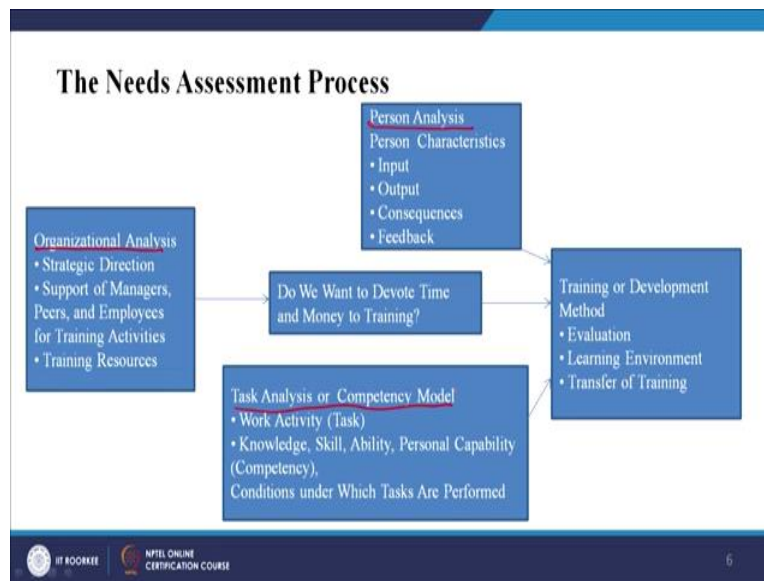 The Needs Assessment Process
Person Analysis
Person Characteristics
• Input
• Output
• Consequences
• Feedback
Organizational Analysis
• Strategic Direction
• Support of Managers,
Peers, and Employees
for Training Activities
• Training Resources
Do We Want to Devote Time
and Money to Training?
Training or Development
Method
• Evaluation
• Learning Environment
• Transfer of Training
Task Analysis or Competency Model
• Work Activity (Task)
• Knowledge, Skill, Ability, Personal Capability
(Competency),
Conditions under Which Tasks Are Performed
IIT ROORKEE
NPTEL ONLINE
CERTIFICATION COURSE
6